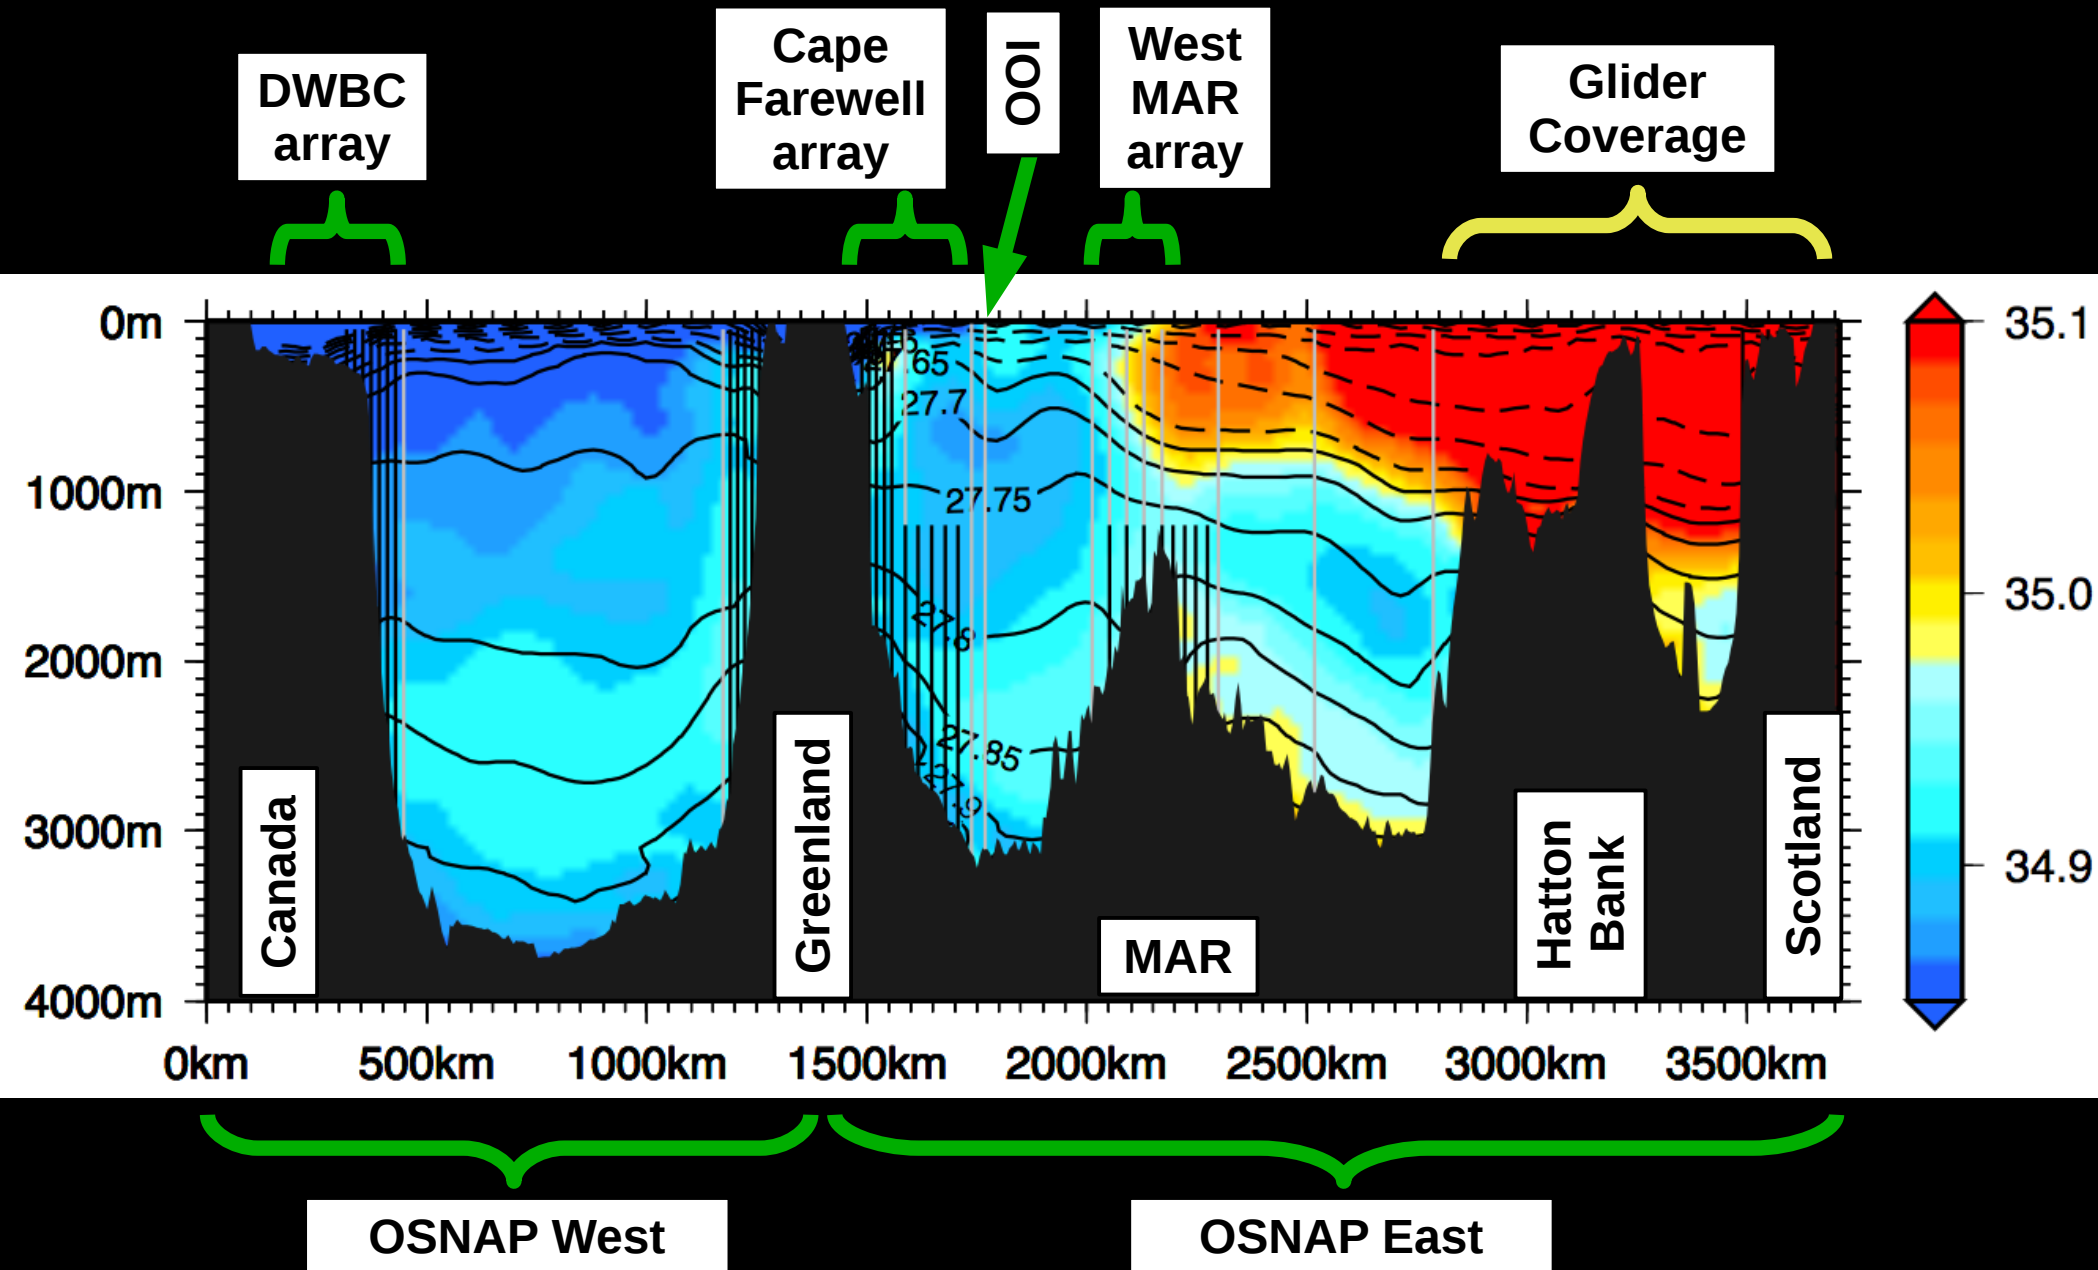 DWBC
array
Cape
Farewell
array
OOI
West
MAR
array
Glider
Coverage
0m
1000m
2000m
3000m
4000m
.65
27.7
27.75
27.8
27.85
27.9
35.1
35.0
34.9
Canada
Greenland
MAR
Hatton
Bank
Scotland
0km
500km
1000km
1500km
2000km
2500km
3000km
3500km
OSNAP West
OSNAP East